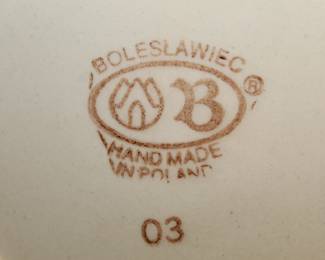 BOLESLAWIEC
B ®
HAND MADE
IN POLAND
03